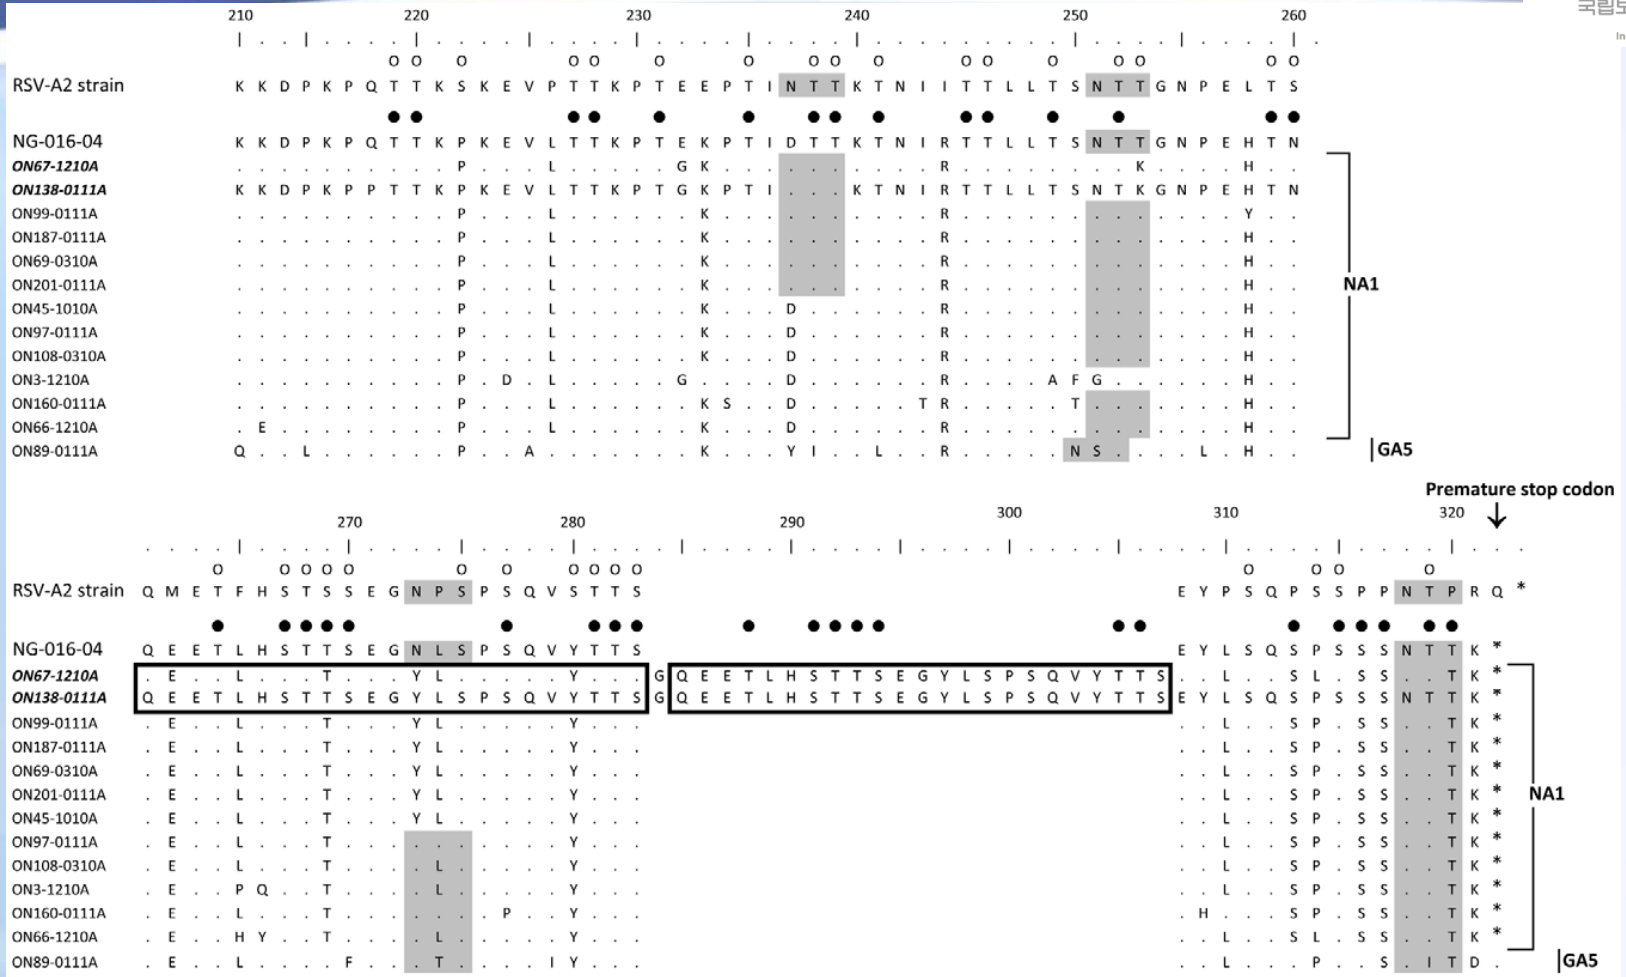 210 220 230 240 250 260
RSV-A2 strain K K D P K P Q T T K S K E V P T T K P T E E P T I N T T K T N I I T T L L T S N T T G N P E L T S
NG-016-04 K K D P K P Q T T K P K E V L T T K P T E K P T I D T T K T N I R T T L L T S N T T G N P E H T N
ON67-1210A . . . . . . . . . . P . . . L . . . . . G K . . . . . . . . . . R . . . . . . . . K . . . . H . .
ON138-0111A K K D P K P P T T K P K E V L T T K P T G K P T I . . . K T N I R T T L L T S N T K G N P E H T N
ON99-0111A . . . . . . . . . . P . . . L . . . . . . K . . . . . . . . . . R . . . . . . . . . . . . . Y . .
ON187-0111A . . . . . . . . . . P . . . L . . . . . . K . . . . . . . . . . R . . . . . . . . . . . . . H . .
ON69-0310A . . . . . . . . . . P . . . L . . . . . . K . . . . . . . . . . R . . . . . . . . . . . . . H . .
ON201-0111A . . . . . . . . . . P . . . L . . . . . . K . . . . . . . . . . R . . . . . . . . . . . . . H . .
NA1
ON45-1010A . . . . . . . . . . P . . . L . . . . . . K . . . D . . . . . . R . . . . . . . . . . . . . H . .
ON97-0111A . . . . . . . . . . P . . . L . . . . . . K . . . D . . . . . . R . . . . . . . . . . . . . H . .
ON108-0310A . . . . . . . . . . P . . . L . . . . . . K . . . D . . . . . . R . . . . . . . . . . . . . H . .
ON3-1210A . . . . . . . . . . P . D . L . . . . . G . . . . D . . . . . . R . . . . A F G . . . . . . H . .
ON160-0111A . . . . . . . . . . P . . . L . . . . . . K S . . D . . . . . T R . . . . . T . . . . . . . H . .
ON66-1210A . E . . . . . . . . P . . . L . . . . . . K . . . D . . . . . . R . . . . . . . . . . . . . H . .
ON89-0111A Q . . L . . . . . . P . . A . . . . . . . K . . . Y I . . L . . R . . . . . N S . . . . L . H . . GA5
Premature stop codon
270 280 290 300 310 320
RSV-A2 strain Q M E T F H S T S S E G N P S P S Q V S T T S E Y P S Q P S S P P N T P R Q *
NG-016-04 Q E E T L H S T T S E G N L S P S Q V Y T T S E Y L S Q S P S S S N T T K *
ON67-1210A . E . . L . . . T . . . Y L . . . . . Y . . . G Q E E T L H S T T S E G Y L S P S Q V Y T T S . . L . . S L . S S . . T K *
ON138-0111A Q E E T L H S T T S E G Y L S P S Q V Y T T S G Q E E T L H S T T S E G Y L S P S Q V Y T T S E Y L S Q S P S S S N T T K *
ON99-0111A . E . . L . . . T . . . Y L . . . . . Y . . . . . L . . S P . S S . . T K *
ON187-0111A . E . . L . . . T . . . Y L . . . . . Y . . . . . L . . S P . S S . . T K *
ON69-0310A . E . . L . . . T . . . Y L . . . . . Y . . . . . L . . S P . S S . . T K *
ON201-0111A . E . . L . . . T . . . Y L . . . . . Y . . . . . L . . S P . S S . . T K *
NA1
ON45-1010A . E . . L . . . T . . . Y L . . . . . Y . . . . . L . . S P . S S . . T K *
ON97-0111A . E . . L . . . T . . . . . . . . . . Y . . . . . L . . S P . S S . . T K *
ON108-0310A . E . . L . . . T . . . . L . . . . . Y . . . . . L . . S P . S S . . T K *
ON3-1210A . E . . P Q . . T . . . . L . . . . . Y . . . . . L . . S P . S S . . T K *
ON160-0111A . E . . L . . . T . . . . . . . P . . Y . . . . H . . . S P . S S . . T K *
ON66-1210A . E . . H Y . . T . . . . L . . . . . Y . . . . . L . . S L . S S . . T K *
ON89-0111A . E . . L . . . . F . . . T . . . . I Y . . . . . L . . . P . . S . I T D . GA5